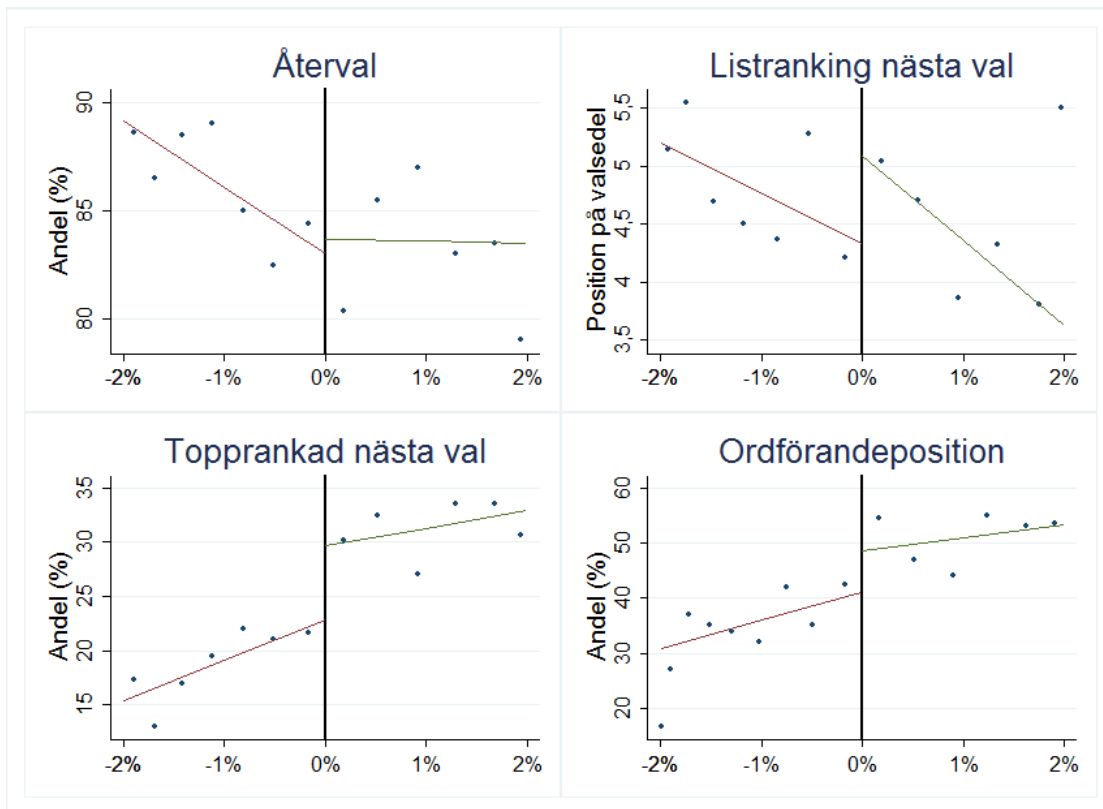 Återval
Andel (%)
90
85
80
-2% -1% 0% 1% 2%
Listranking nästa val
Position på valsedel
5,5
5
4,5
4
3,5
-2% -1% 0% 1% 2%
Topprankad nästa val
Andel (%)
35
30
25
20
15
-2% -1% 0% 1% 2%
Ordförandeposition
Andel (%)
60
50
40
30
20
-2% -1% 0% 1% 2%